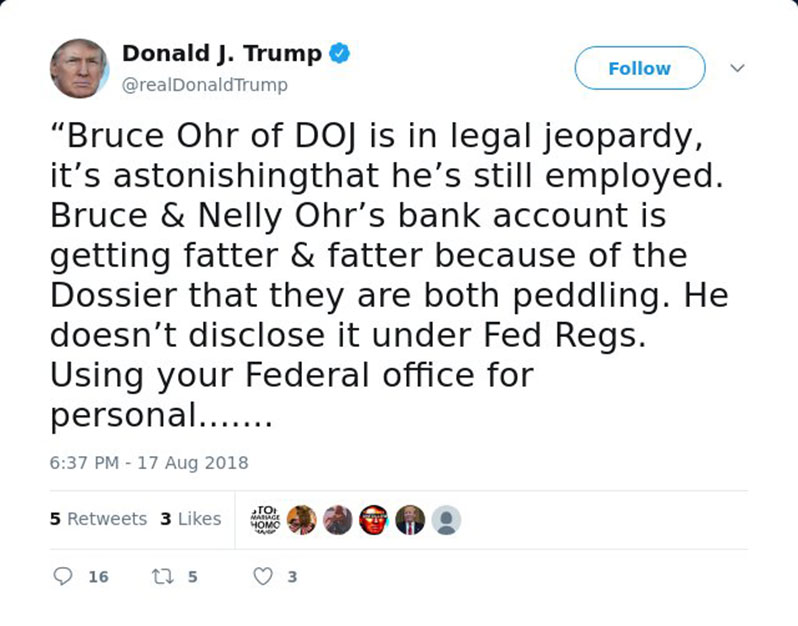 Donald J. Trump
@realDonaldTrump
Follow
“Bruce Ohr of DOJ is in legal jeopardy,
it’s astonishingthat he’s still employed.
Bruce & Nelly Ohr’s bank account is
getting fatter & fatter because of the
Dossier that they are both peddling. He
doesn’t disclose it under Fed Regs.
Using your Federal office for
personal.......
6:37 PM - 17 Aug 2018
5 Retweets 3 Likes
HOMO
16 5 3